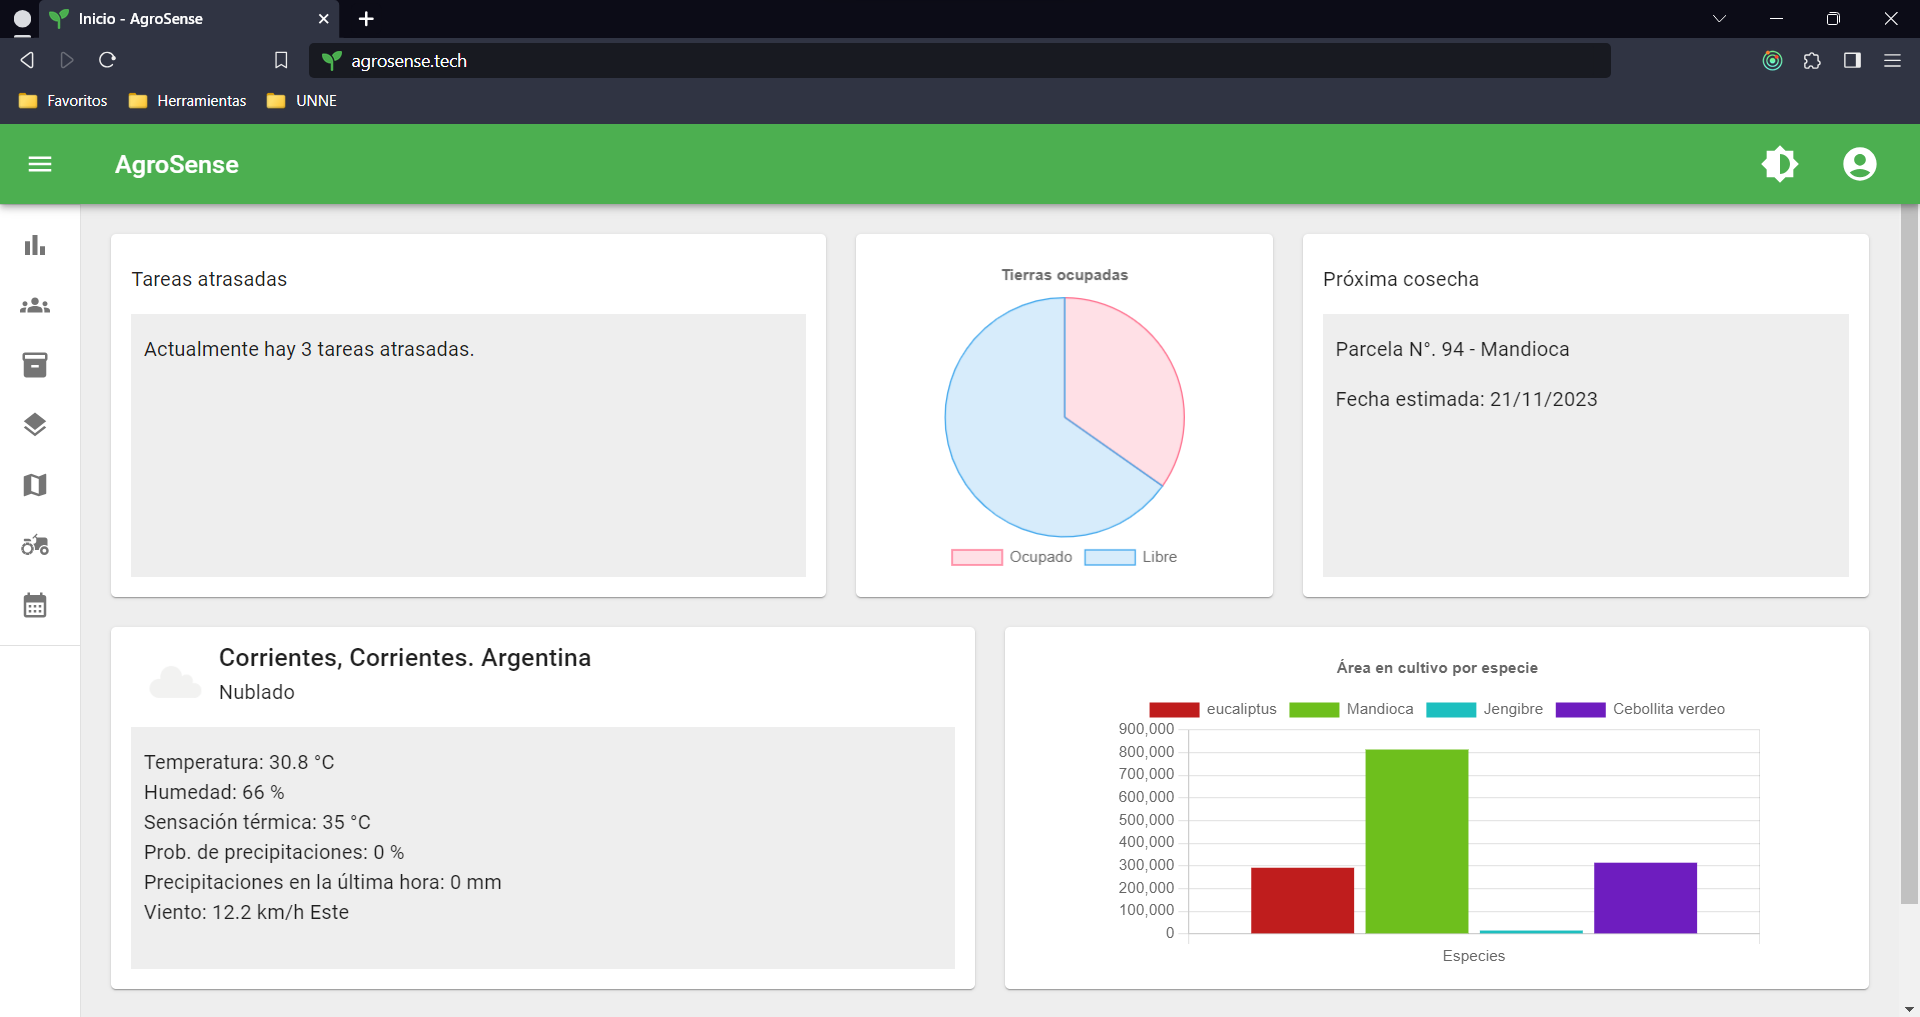 Inicio - AgroSense
agrosense.tech
Favoritos Herramientas UNNE
AgroSense
Tareas atrasadas
Actualmente hay 3 tareas atrasadas.
Tierras ocupadas
Ocupado Libre
Próxima cosecha
Parcela N°. 94 - Mandioca
Fecha estimada: 21/11/2023
Corrientes, Corrientes. Argentina
Nublado
Temperatura: 30.8 °C
Humedad: 66 %
Sensación térmica: 35 °C
Prob. de precipitaciones: 0 %
Precipitaciones en la última hora: 0 mm
Viento: 12.2 km/h Este
Área en cultivo por especie
eucaliptus Mandioca Jengibre Cebollita verdeo
900,000
800,000
700,000
600,000
500,000
400,000
300,000
200,000
100,000
0
Especies